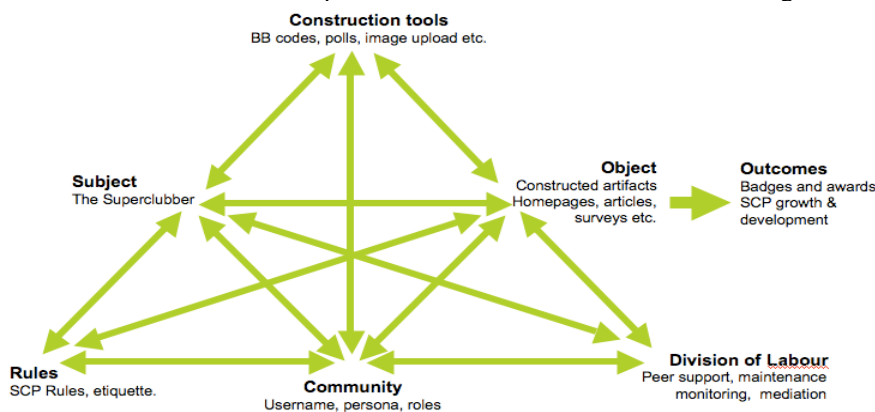 Construction tools
BB codes, polls, image upload etc.
Subject
The Superclubber
Object
Constructed artifacts
Homepages, articles,
surveys etc.
Outcomes
Badges and awards
SCP growth &
development
Rules
SCP Rules, etiquette.
Community
Username, persona, roles
Division of Labour
Peer support, maintenance
monitoring, mediation